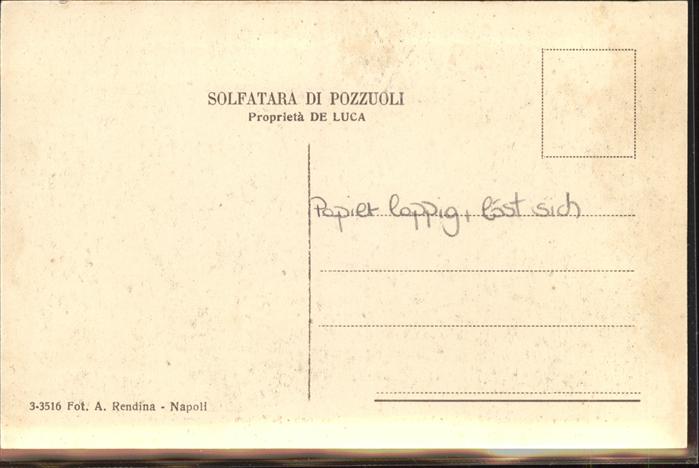 SOLFATARA DI POZZUOLI
Proprietà DE LUCA
Papier lappig, löst sich
3-3516 Fot. A. Rendina - Napoli